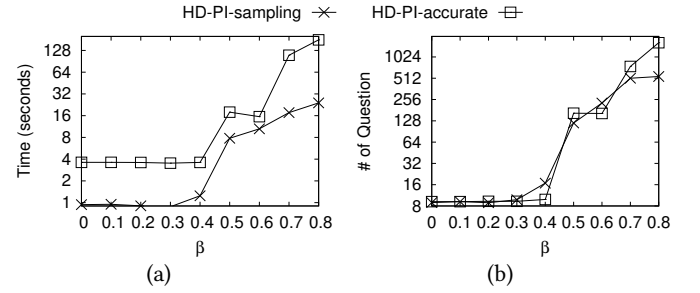 HD-PI-sampling HD-PI-accurate
Time (seconds)
128
64
32
16
8
4
2
1
0 0.1 0.2 0.3 0.4 0.5 0.6 0.7 0.8
β
(a)
# of Question
1024
512
256
128
64
32
16
8
0 0.1 0.2 0.3 0.4 0.5 0.6 0.7 0.8
β
(b)